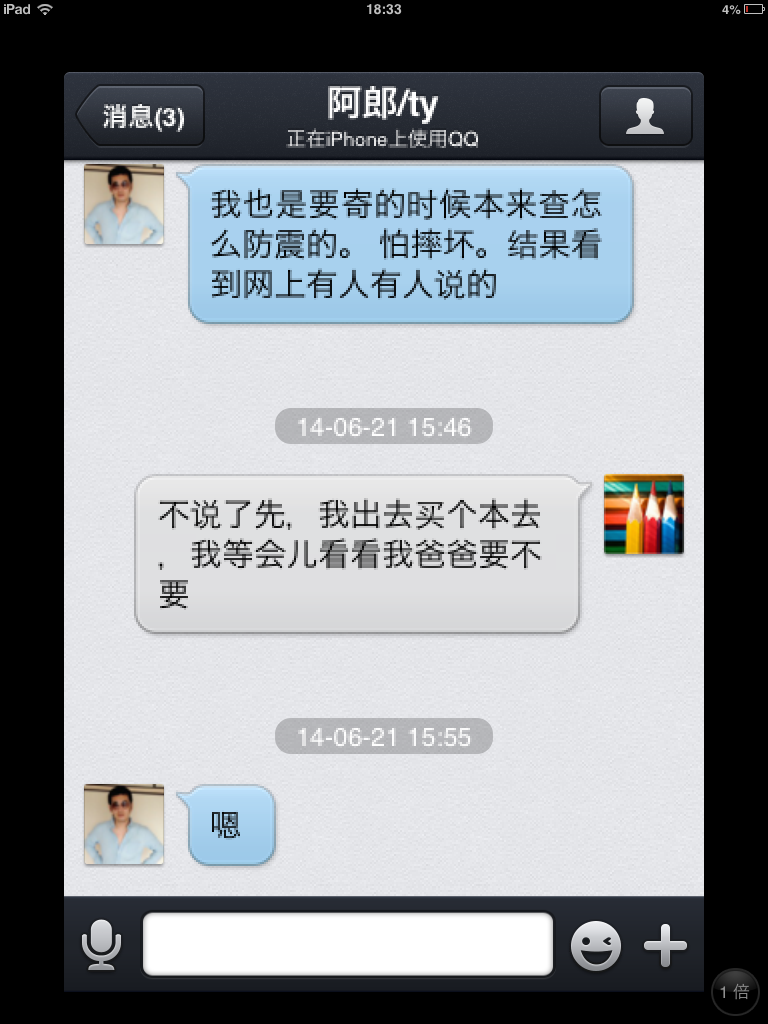 iPad 18:33 4%
消息(3) 阿郎/ty
正在iPhone上使用QQ
我也是要寄的时候本来查怎
么防震的。 怕摔坏。结果看
到网上有人有人说的
14-06-21 15:46
不说了先，我出去买个本去
，我等会儿看看我爸爸要不
要
14-06-21 15:55
嗯
1 倍